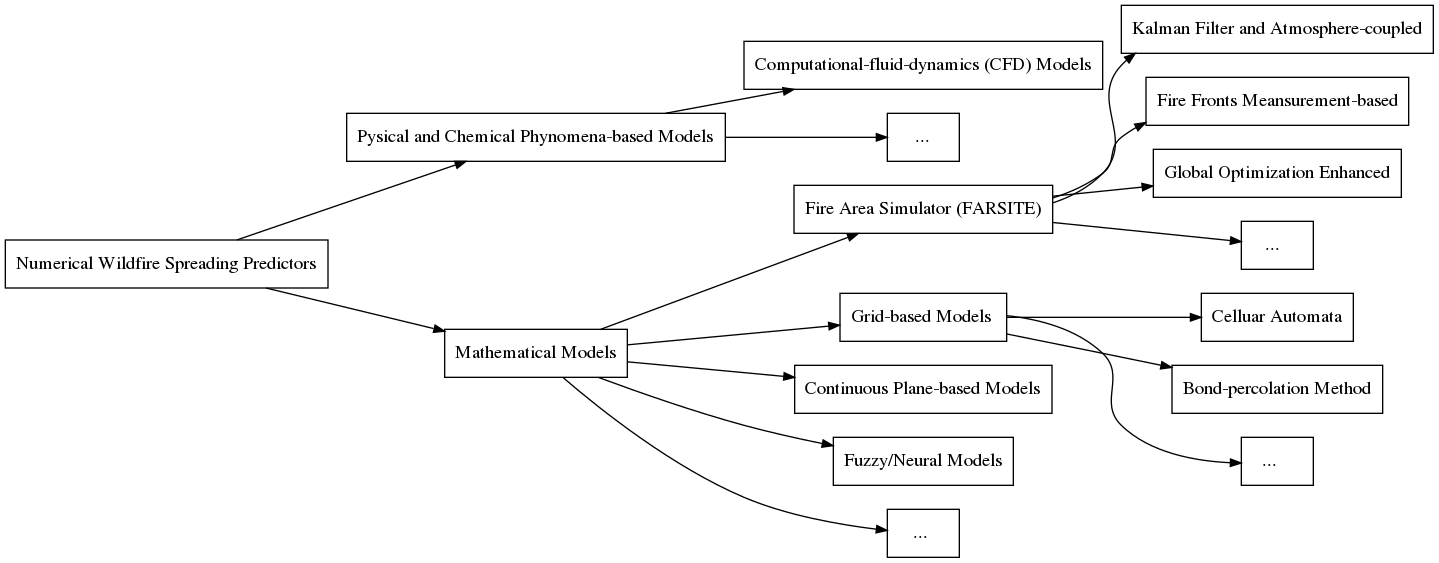 Kalman Filter and Atmosphere-coupled
Computational-fluid-dynamics (CFD) Models
Fire Fronts Meansurement-based
Pysical and Chemical Phynomena-based Models
...
Global Optimization Enhanced
Fire Area Simulator (FARSITE)
...
Numerical Wildfire Spreading Predictors
Grid-based Models
Celluar Automata
Mathematical Models
Continuous Plane-based Models
Bond-percolation Method
Fuzzy/Neural Models
...
...